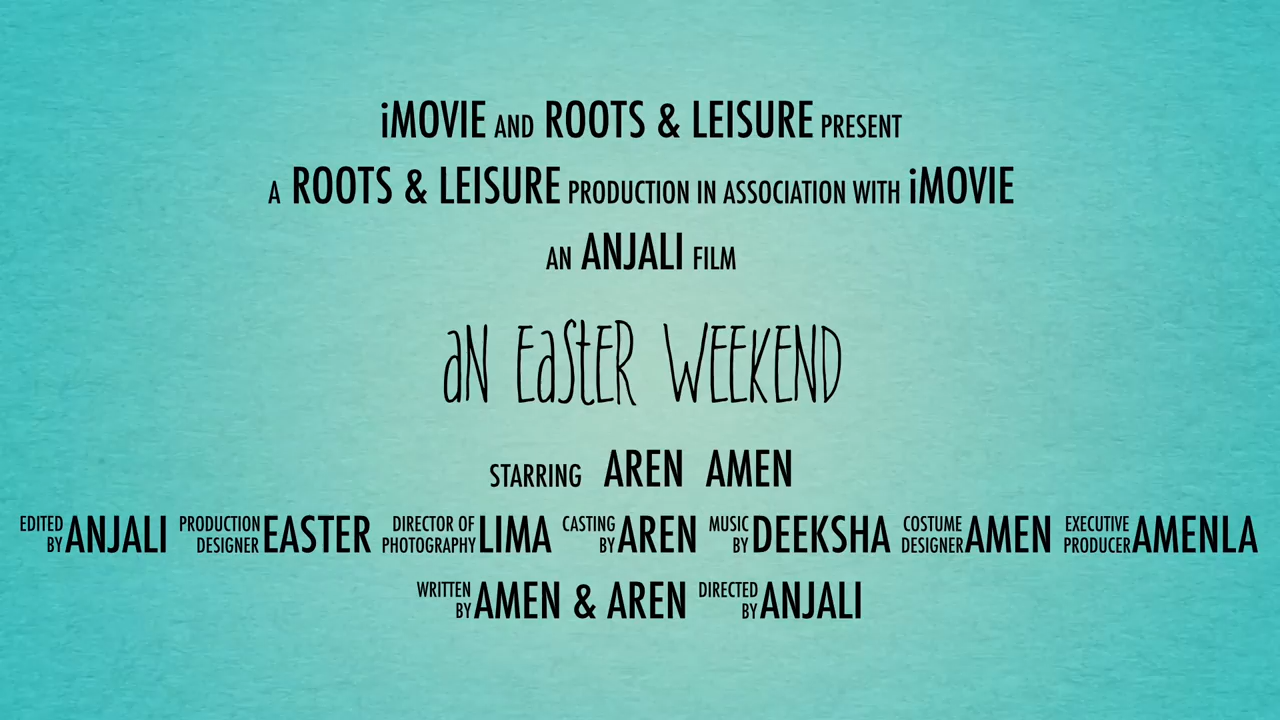 iMOVIE AND ROOTS & LEISURE PRESENT
A ROOTS & LEISURE PRODUCTION IN ASSOCIATION WITH iMOVIE
AN ANJALI FILM
aN EaStER WEEKEND
STARRING AREN AMEN
EDITED BY ANJALI PRODUCTION DESIGNER EASTER DIRECTOR OF PHOTOGRAPHY LIMA CASTING BY AREN MUSIC BY DEEKSHA COSTUME DESIGNER AMEN EXECUTIVE PRODUCER AMENLA
WRITTEN BY AMEN & AREN DIRECTED BY ANJALI